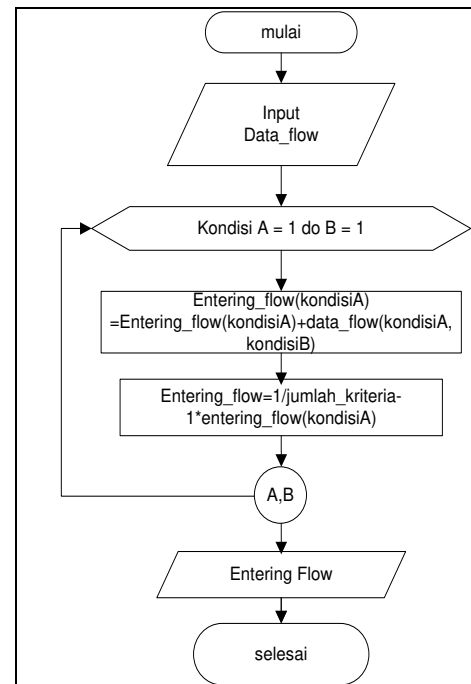 mulai
Input
Data_flow
Kondisi A = 1 do B = 1
Entering_flow(kondisiA)
=Entering_flow(kondisiA)+data_flow(kondisiA,
kondisiB)
Entering_flow=1/jumlah_kriteria-
1*entering_flow(kondisiA)
A,B
Entering Flow
selesai